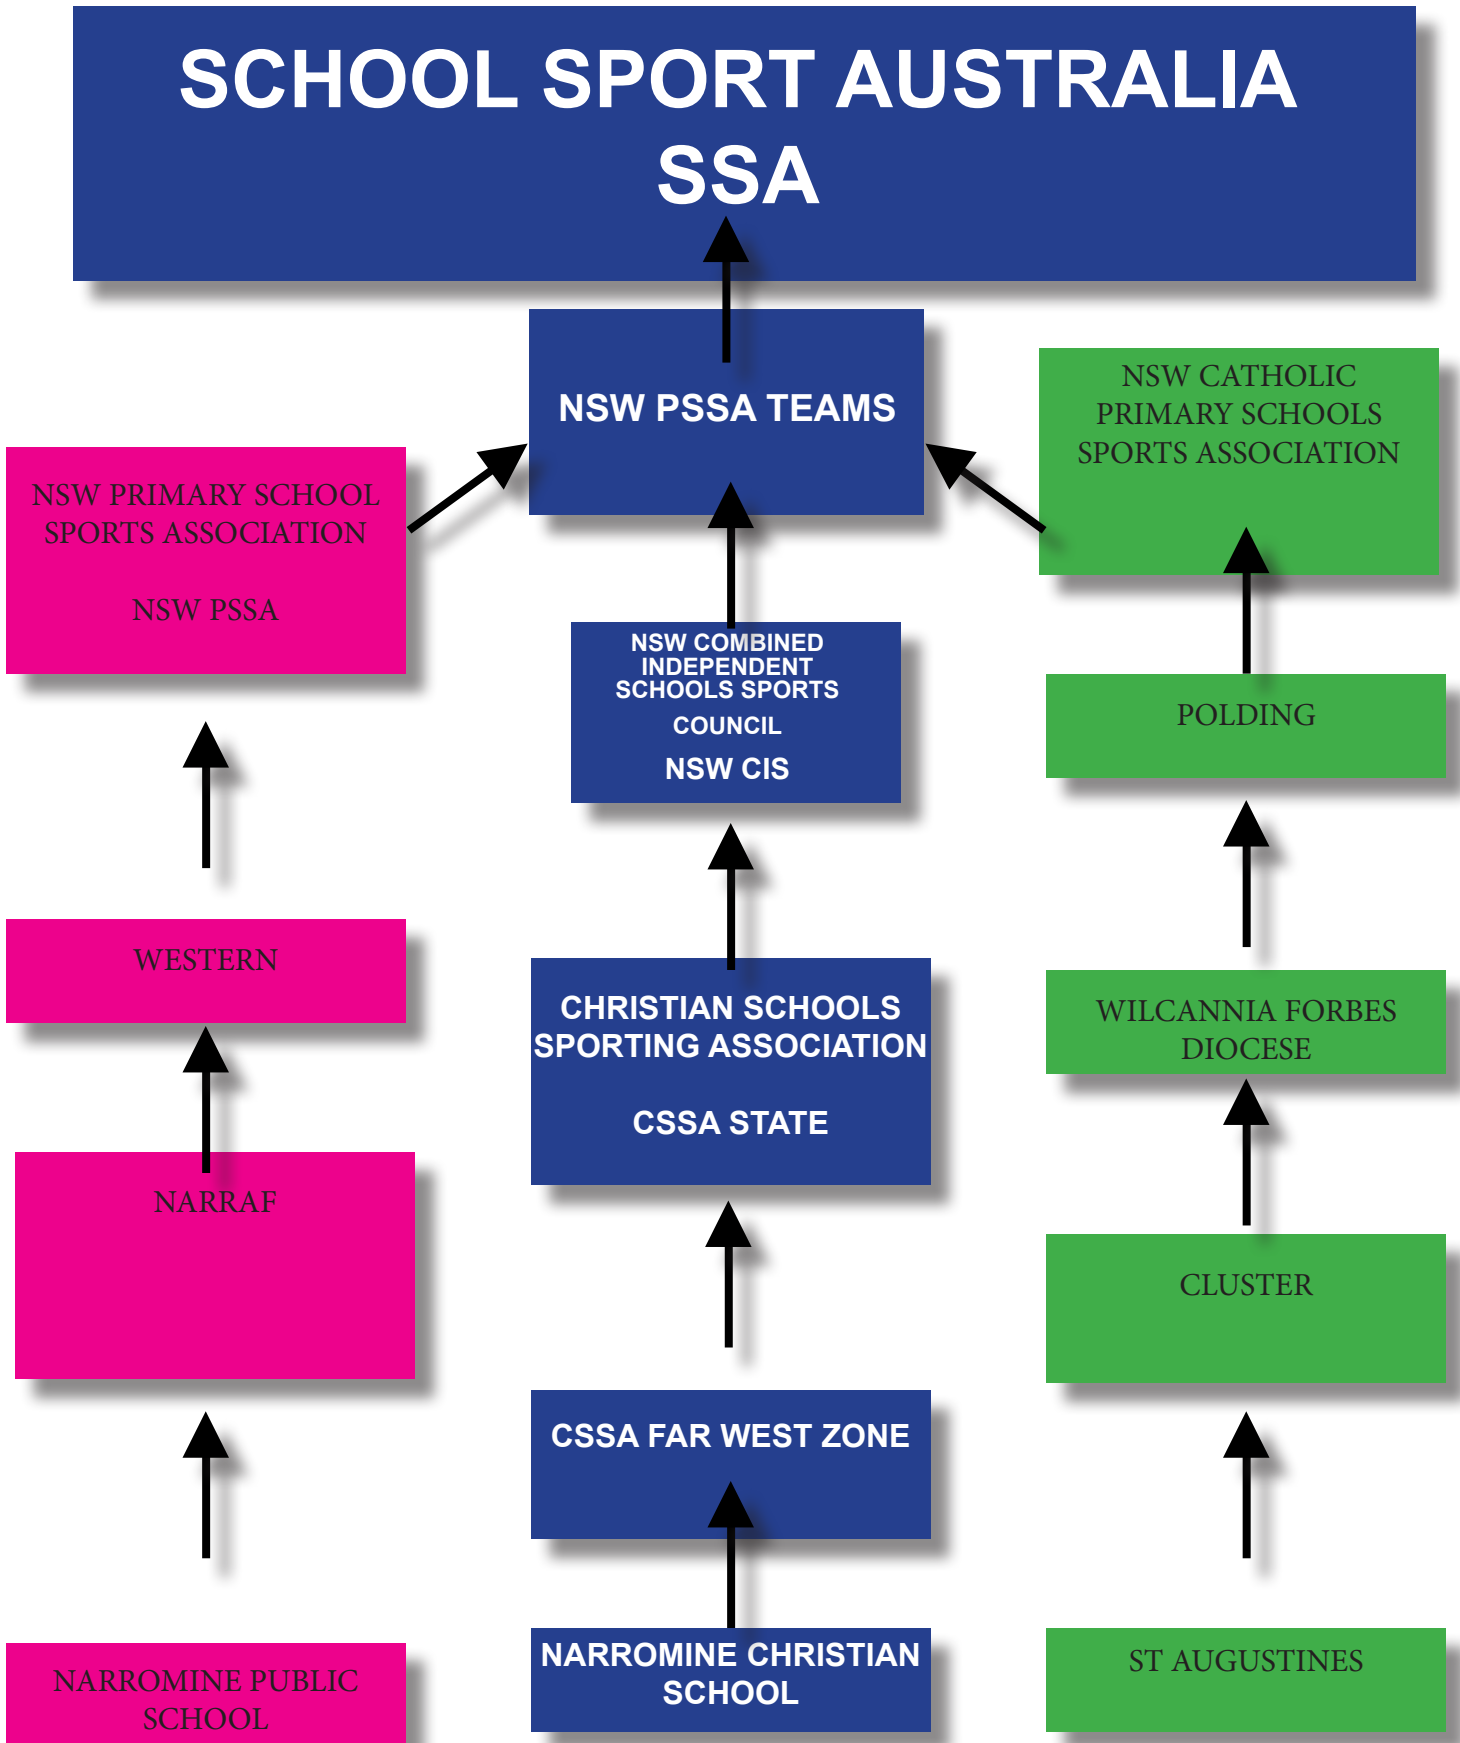 SCHOOL SPORT AUSTRALIA
SSA
NSW PSSA TEAMS
NSW CATHOLIC
PRIMARY SCHOOLS
SPORTS ASSOCIATION
NSW PRIMARY SCHOOL
SPORTS ASSOCIATION
NSW PSSA
NSW COMBINED
INDEPENDENT
SCHOOLS SPORTS
COUNCIL
NSW CIS
POLDING
WESTERN
CHRISTIAN SCHOOLS
SPORTING ASSOCIATION
CSSA STATE
WILCANNIA FORBES
DIOCESE
NARRAF
CLUSTER
CSSA FAR WEST ZONE
NARROMINE PUBLIC
SCHOOL
NARROMINE CHRISTIAN
SCHOOL
ST AUGUSTINES